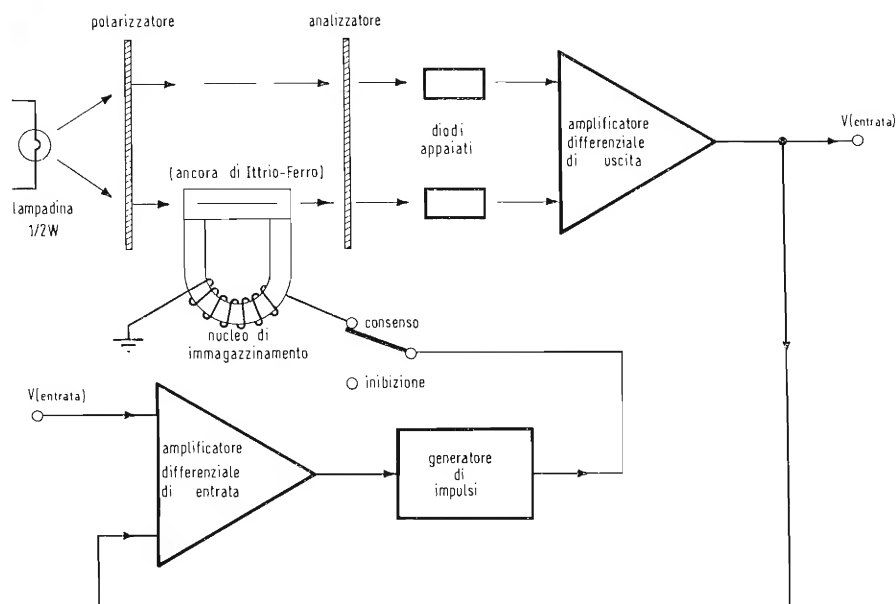 polarizzatore
analizzatore
lampadina
1/2W
(ancora di Ittrio-Ferro)
diodi
appaiati
amplificatore
differenziale
di uscita
V(entrata)
nucleo di
immagazzinamento
consenso
inibizione
V(entrata)
amplificatore
differenziale
di entrata
generatore
di
impulsi